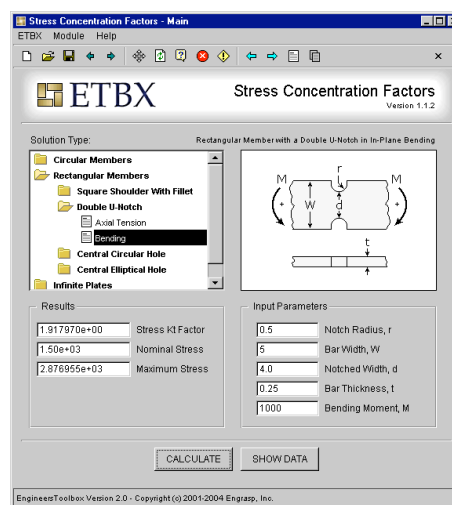 Stress Concentration Factors - Main
ETBX Module Help
ETBX
Stress Concentration Factors
Version 1.1.2
Solution Type:
Rectangular Member with a Double U-Notch in In-Plane Bending
Circular Members
Rectangular Members
Square Shoulder With Fillet
Double U-Notch
Axial Tension
Bending
Central Circular Hole
Central Elliptical Hole
Infinite Plates
r
M M
W d
t
Results
1.917970e+00 Stress Kt Factor
1.50e+03 Nominal Stress
2.876955e+03 Maximum Stress
Input Parameters
0.5 Notch Radius, r
5 Bar Width, W
4.0 Notched Width, d
0.25 Bar Thickness, t
1000 Bending Moment, M
CALCULATE SHOW DATA
EngineersToolbox Version 2.0 - Copyright (c) 2001-2004 Engrasp, Inc.